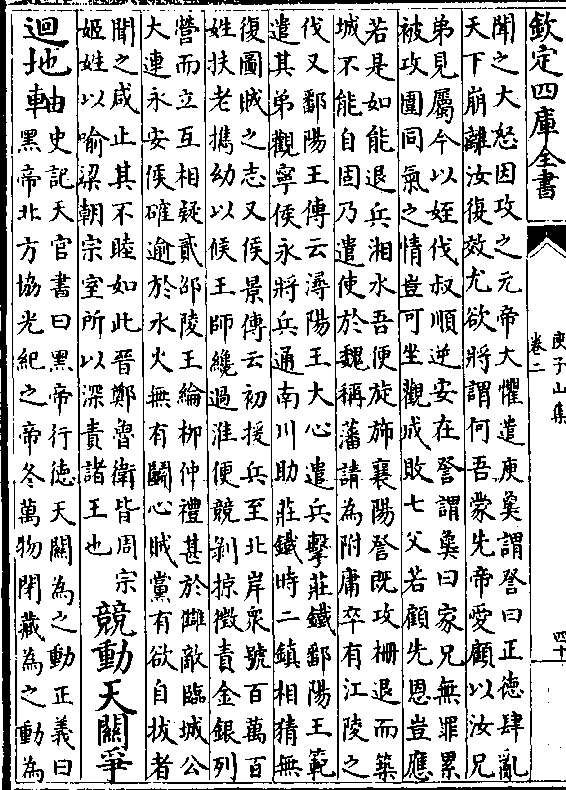 欽定四庫全書
庾子山集
卷二
四十
聞之大怒因攻之元帝大懼遣庾奐謂詧曰正德肆亂
天下崩離汝復效尤欲將謂何吾蒙先帝愛顧以汝兄
弟見屬今以姪伐叔順逆安在詧謂奐曰家兄無罪累
被攻圍同氣之情豈可坐觀成敗七父若顧先恩豈應
若是如能退兵湘水吾便旋斾襄陽詧既攻柵退而築
城不能自固乃遣使於魏稱藩請為附庸卒有江陵之
伐又鄱陽王傳云潯陽王大心遣兵擊莊鐵鄱陽王範
遣其弟觀寧侯永將兵通南川助莊鐵時二鎮相猜無
復圖賊之志又侯景傳云初援兵至北岸衆號百萬百
姓扶老攜幼以候王師纔過淮便競剝掠徵責金銀列
營而立互相疑貳邵陵王綸柳仲禮甚於讎敵臨城公
大連永安侯確逾於水火無有鬭心賊黨有欲自拔者
聞之咸止其不睦如此晉鄭魯衛皆周宗
姬姓以喻梁朝宗室所以深責諸王也
競動天關爭
迴地軸
史記天官書曰黑帝行德天關為之動正義曰
黑帝北方協光紀之帝冬萬物閉藏為之動為